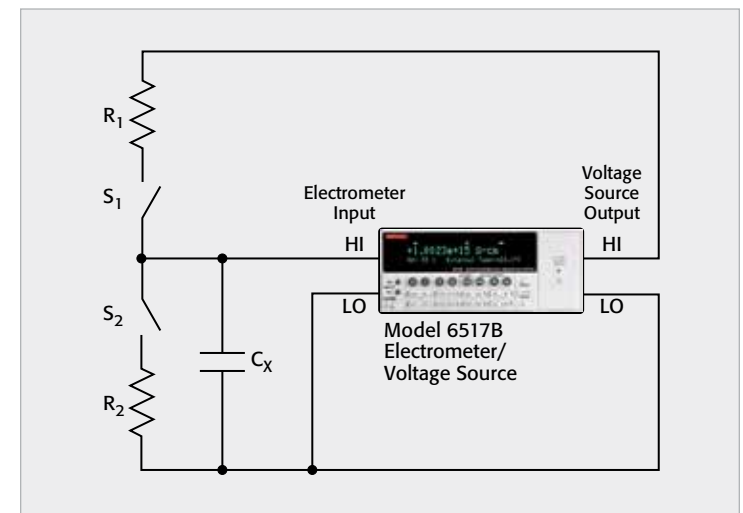 R1
S1
Electrometer
Input
Voltage
Source
Output
HI
HI
S2
LO
LO
CX
Model 6517B
Electrometer/
Voltage Source
R2